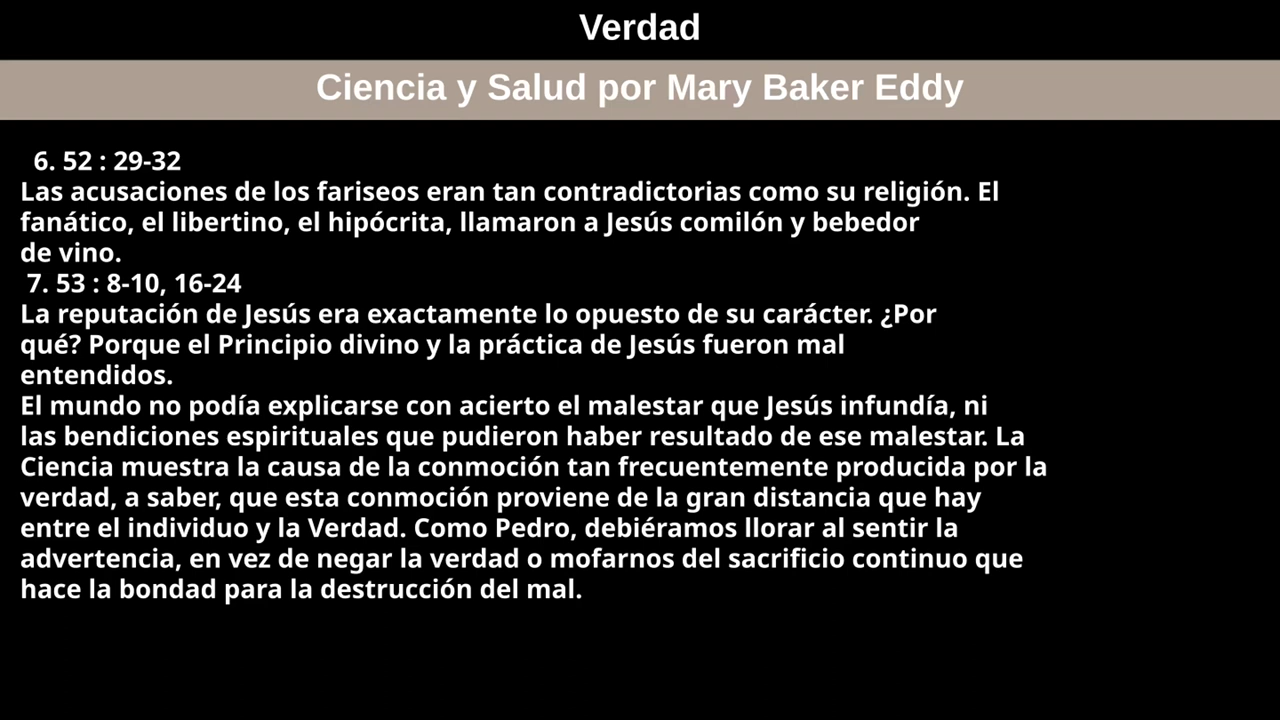 Verdad
Ciencia y Salud por Mary Baker Eddy
6. 52 : 29-32
Las acusaciones de los fariseos eran tan contradictorias como su religión. El
fanático, el libertino, el hipócrita, llamaron a Jesús comilón y bebedor
de vino.
7. 53 : 8-10, 16-24
La reputación de Jesús era exactamente lo opuesto de su carácter. ¿Por
qué? Porque el Principio divino y la práctica de Jesús fueron mal
entendidos.
El mundo no podía explicarse con acierto el malestar que Jesús infundía, ni
las bendiciones espirituales que pudieron haber resultado de ese malestar. La
Ciencia muestra la causa de la conmoción tan frecuentemente producida por la
verdad, a saber, que esta conmoción proviene de la gran distancia que hay
entre el individuo y la Verdad. Como Pedro, debiéramos llorar al sentir la
advertencia, en vez de negar la verdad o mofarnos del sacrificio continuo que
hace la bondad para la destrucción del mal.